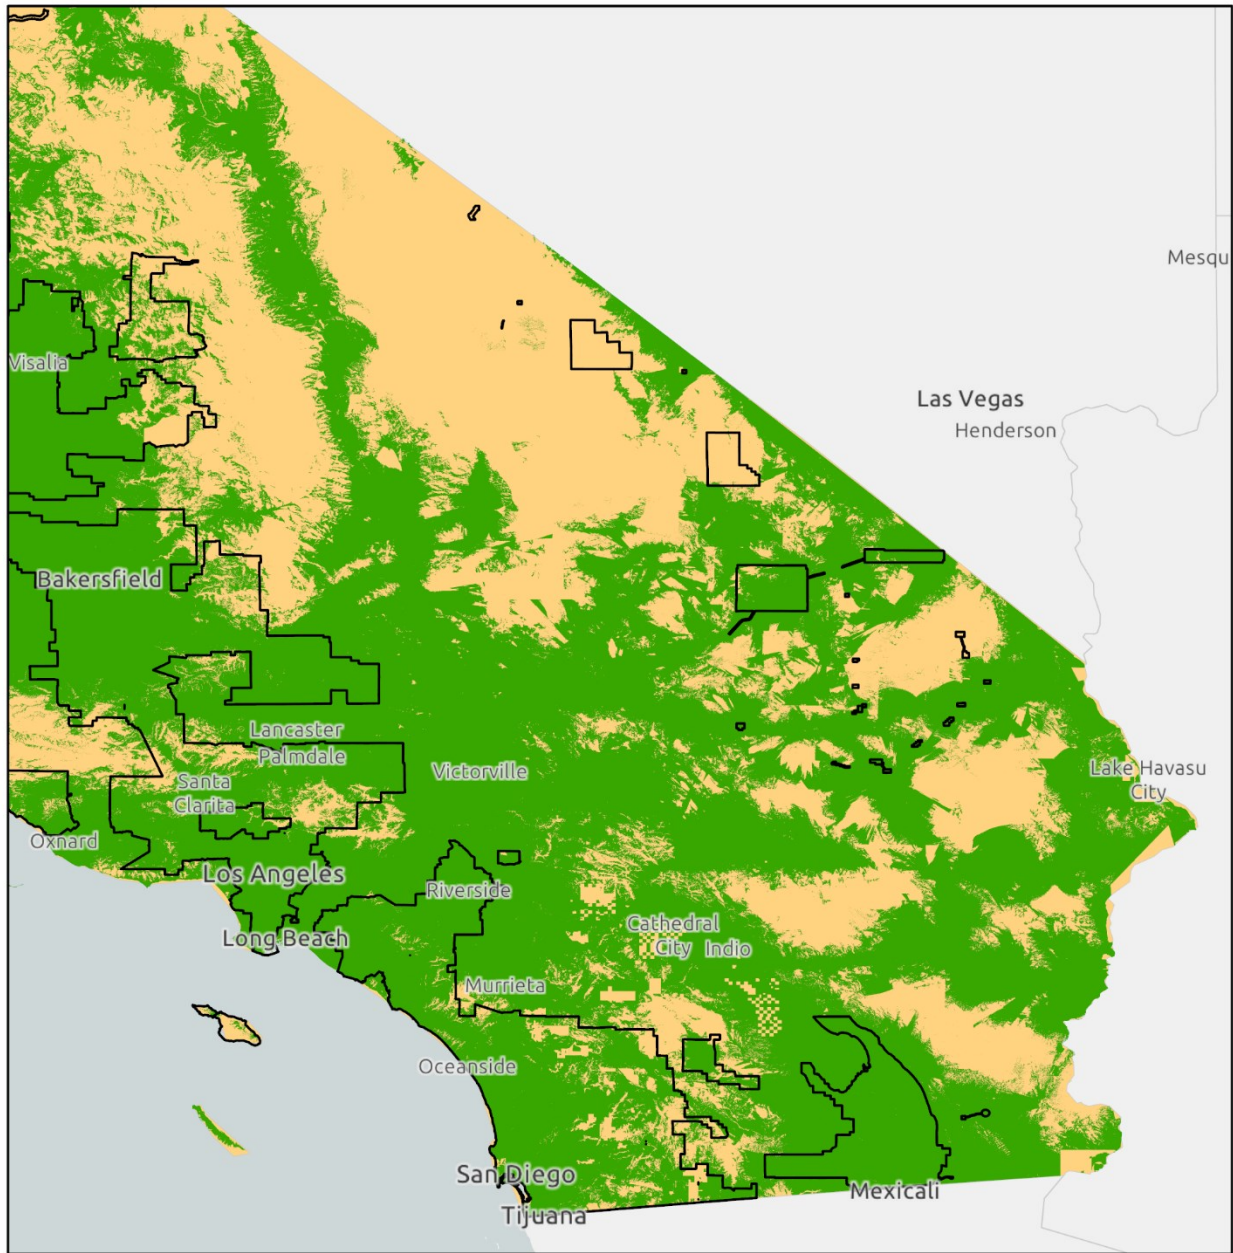 Mesqu
Visalia
Las Vegas
Henderson
Bakersfield
Lancaster
Palmdale
Victorville
Santa
Clarita
Lake Havasu
City
Oxnard
Los Angeles
Riverside
Long Beach
Cathedral
City
Indio
Murrieta
Oceanside
San Diego
Mexicali
Tijuana